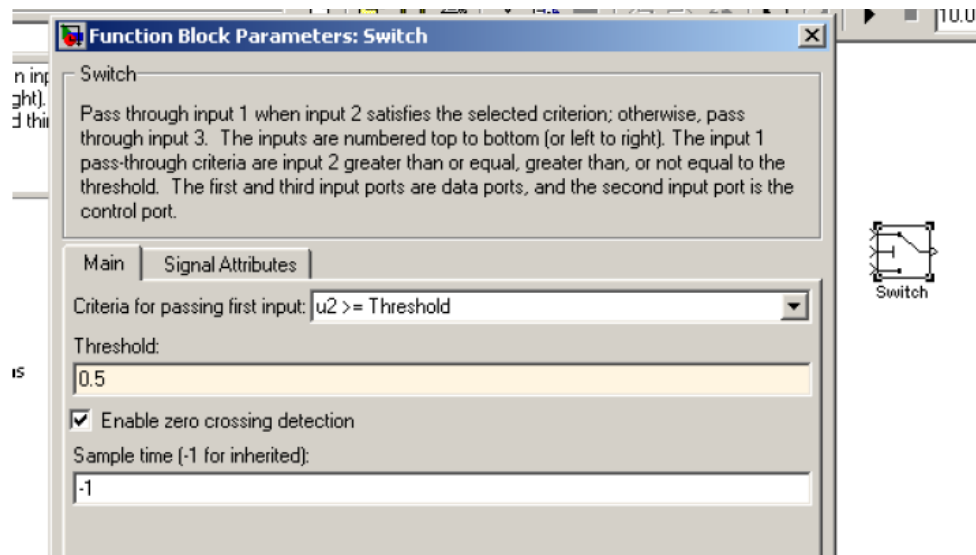 10.0
Function Block Parameters: Switch
n inp
ght).
d thi
Switch
Pass through input 1 when input 2 satisfies the selected criterion; otherwise, pass
through input 3. The inputs are numbered top to bottom (or left to right). The input 1
pass-through criteria are input 2 greater than or equal, greater than, or not equal to the
threshold. The first and third input ports are data ports, and the second input port is the
control port.
Main Signal Attributes
Criteria for passing first input: u2 >= Threshold
Threshold:
0.5
Enable zero crossing detection
Sample time (-1 for inherited):
-1
Switch